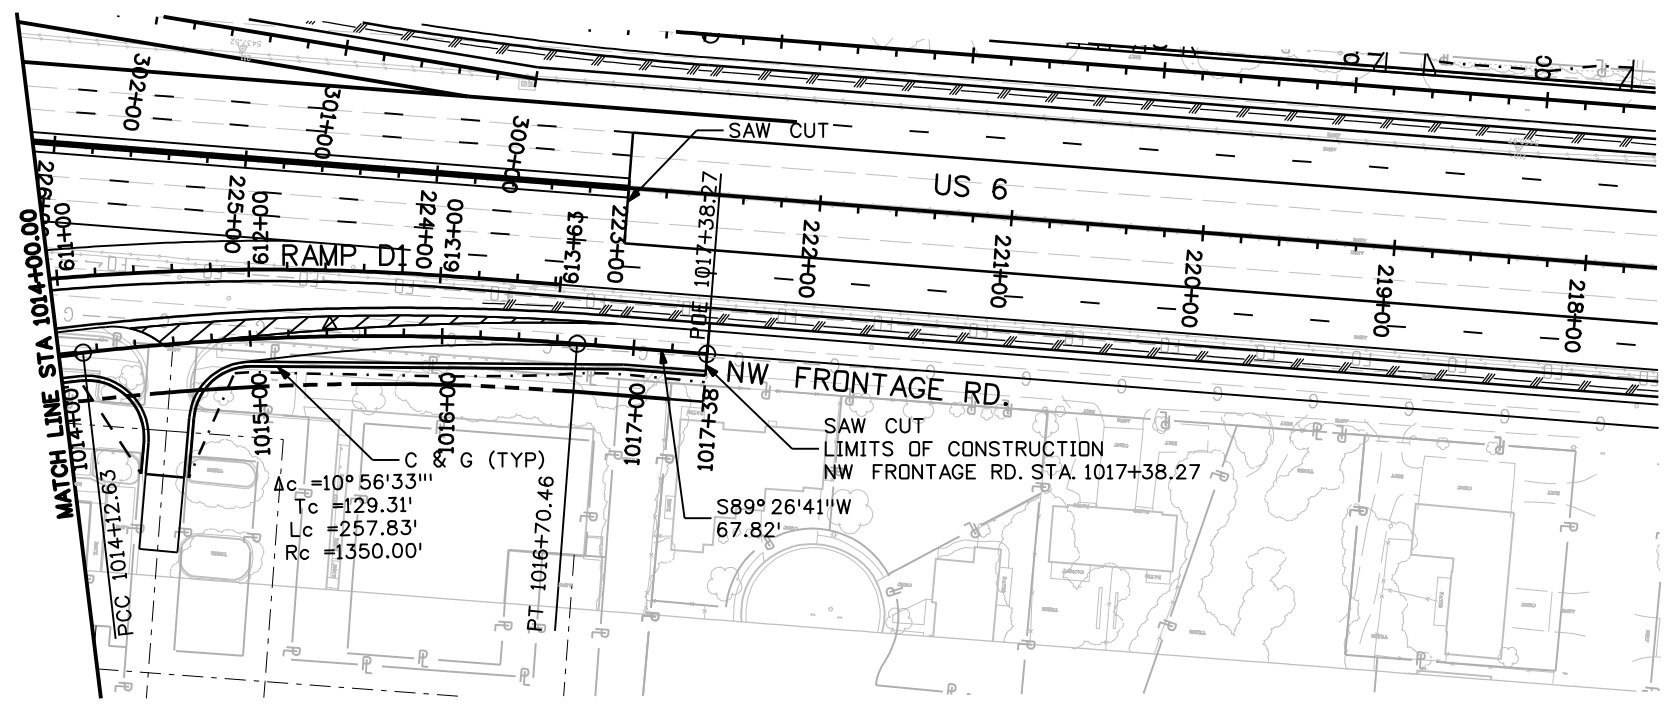 302+00
301+00
300+00
SAW CUT
US 6
MATCH LINE STA 1014+00.00
611+00
225+00
612+00
224+00
613+00
613+63
223+00
POE 1017+38.27
222+00
221+00
220+00
219+00
218+00
RAMP D1
NW FRONTAGE RD.
1014+00
1015+00
1016+00
1017+00
1017+38
SAW CUT
LIMITS OF CONSTRUCTION
NW FRONTAGE RD. STA. 1017+38.27
C & G (TYP)
Δc =10° 56'33"'
Tc =129.31'
Lc =257.83'
Rc =1350.00'
S89° 26'41"W
67.82'
PCC 1014+12.63
PT 1016+70.46